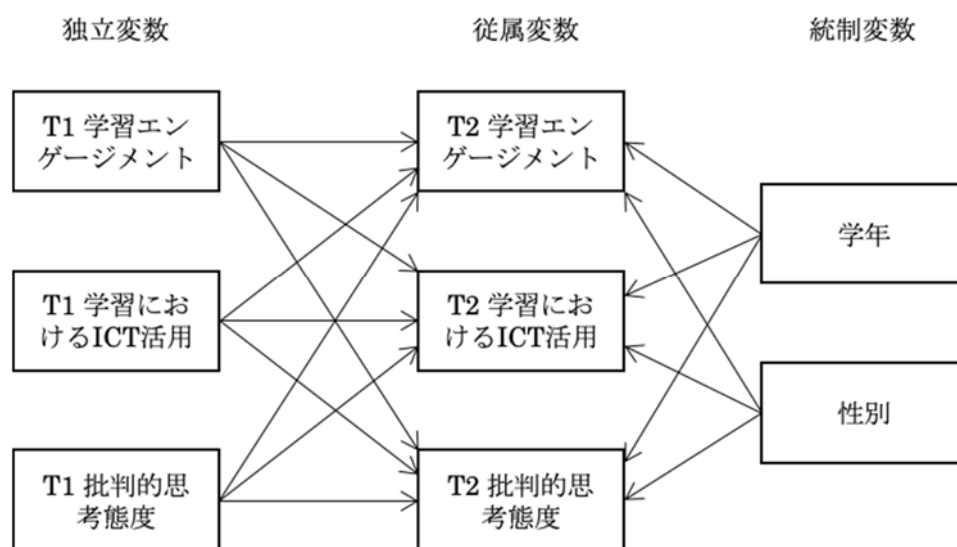 独立変数
従属変数
統制変数
T1 学習エン
ゲージメント
T2 学習エン
ゲージメント
学年
T1 学習にお
けるICT活用
T2 学習にお
けるICT活用
性別
T1 批判的思
考態度
T2 批判的思
考態度